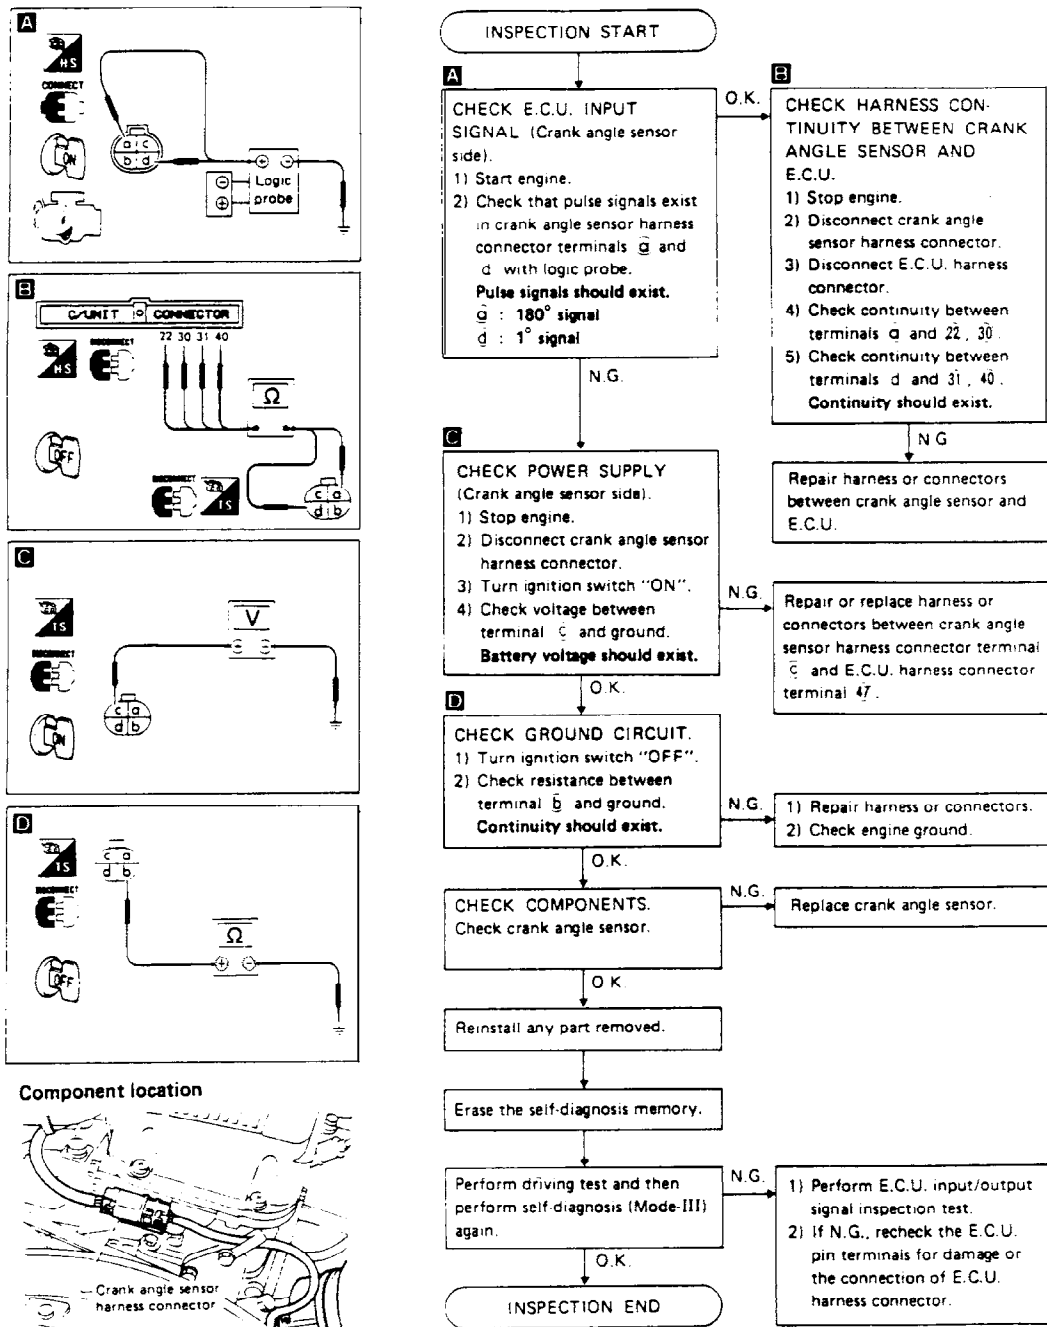 A
HS
CONNECT
ON
a c
b d
Logic
probe
B
C/UNIT CONNECTOR
22 30 31 40
DISCONNECT
HS
Ω
OFF
DISCONNECT
TS
c a
d b
C
TS
V
DISCONNECT
c a
d b
ON
D
TS
c a
d b
DISCONNECT
Ω
OFF
Component location
Crank angle sensor
harness connector
INSPECTION START
A
CHECK E.C.U. INPUT
SIGNAL (Crank angle sensor
side).
1) Start engine.
2) Check that pulse signals exist
in crank angle sensor harness
connector terminals a and
d with logic probe.
Pulse signals should exist.
a : 180° signal
d : 1° signal
O.K.
N.G.
B
CHECK HARNESS CON-
TINUITY BETWEEN CRANK
ANGLE SENSOR AND
E.C.U.
1) Stop engine.
2) Disconnect crank angle
sensor harness connector.
3) Disconnect E.C.U. harness
connector.
4) Check continuity between
terminals a and 22, 30.
5) Check continuity between
terminals d and 31, 40.
Continuity should exist.
N.G
Repair harness or connectors
between crank angle sensor and
E.C.U.
C
CHECK POWER SUPPLY
(Crank angle sensor side).
1) Stop engine.
2) Disconnect crank angle sensor
harness connector.
3) Turn ignition switch "ON".
4) Check voltage between
terminal c and ground.
Battery voltage should exist.
N.G.
Repair or replace harness or
connectors between crank angle
sensor harness connector terminal
c and E.C.U. harness connector
terminal 47.
O.K.
D
CHECK GROUND CIRCUIT.
1) Turn ignition switch "OFF".
2) Check resistance between
terminal b and ground.
Continuity should exist.
N.G.
1) Repair harness or connectors.
2) Check engine ground.
O.K.
CHECK COMPONENTS.
Check crank angle sensor.
N.G.
Replace crank angle sensor.
O.K.
Reinstall any part removed.
Erase the self-diagnosis memory.
Perform driving test and then
perform self-diagnosis (Mode-III)
again.
N.G.
1) Perform E.C.U. input/output
signal inspection test.
2) If N.G., recheck the E.C.U.
pin terminals for damage or
the connection of E.C.U.
harness connector.
O.K.
INSPECTION END